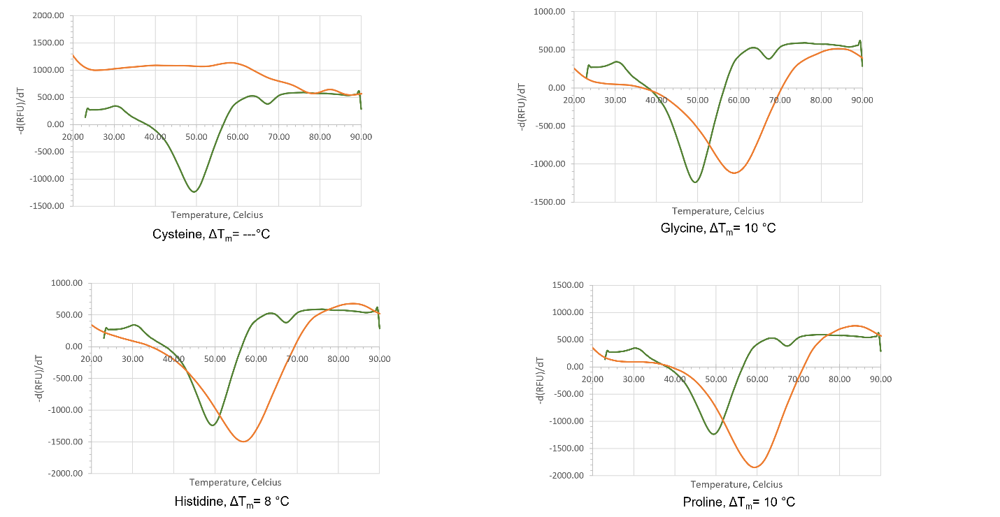 2000.00
1500.00
1000.00
500.00
0.00
-500.00
-1000.00
-1500.00
20.00 30.00 40.00 50.00 60.00 70.00 80.00 90.00
-d(RFU)/dT
Temperature, Celcius
Cysteine, ΔTm= ---°C
1000.00
500.00
0.00
-500.00
-1000.00
-1500.00
20.00 30.00 40.00 50.00 60.00 70.00 80.00 90.00
-d(RFU)/dT
Temperature, Celcius
Glycine, ΔTm= 10 °C
1000.00
500.00
0.00
-500.00
-1000.00
-1500.00
-2000.00
20.00 30.00 40.00 50.00 60.00 70.00 80.00 90.00
-d(RFU)/dT
Temperature, Celcius
Histidine, ΔTm= 8 °C
1500.00
1000.00
500.00
0.00
-500.00
-1000.00
-1500.00
-2000.00
20.00 30.00 40.00 50.00 60.00 70.00 80.00 90.00
-d(RFU)/dT
Temperature, Celcius
Proline, ΔTm= 10 °C